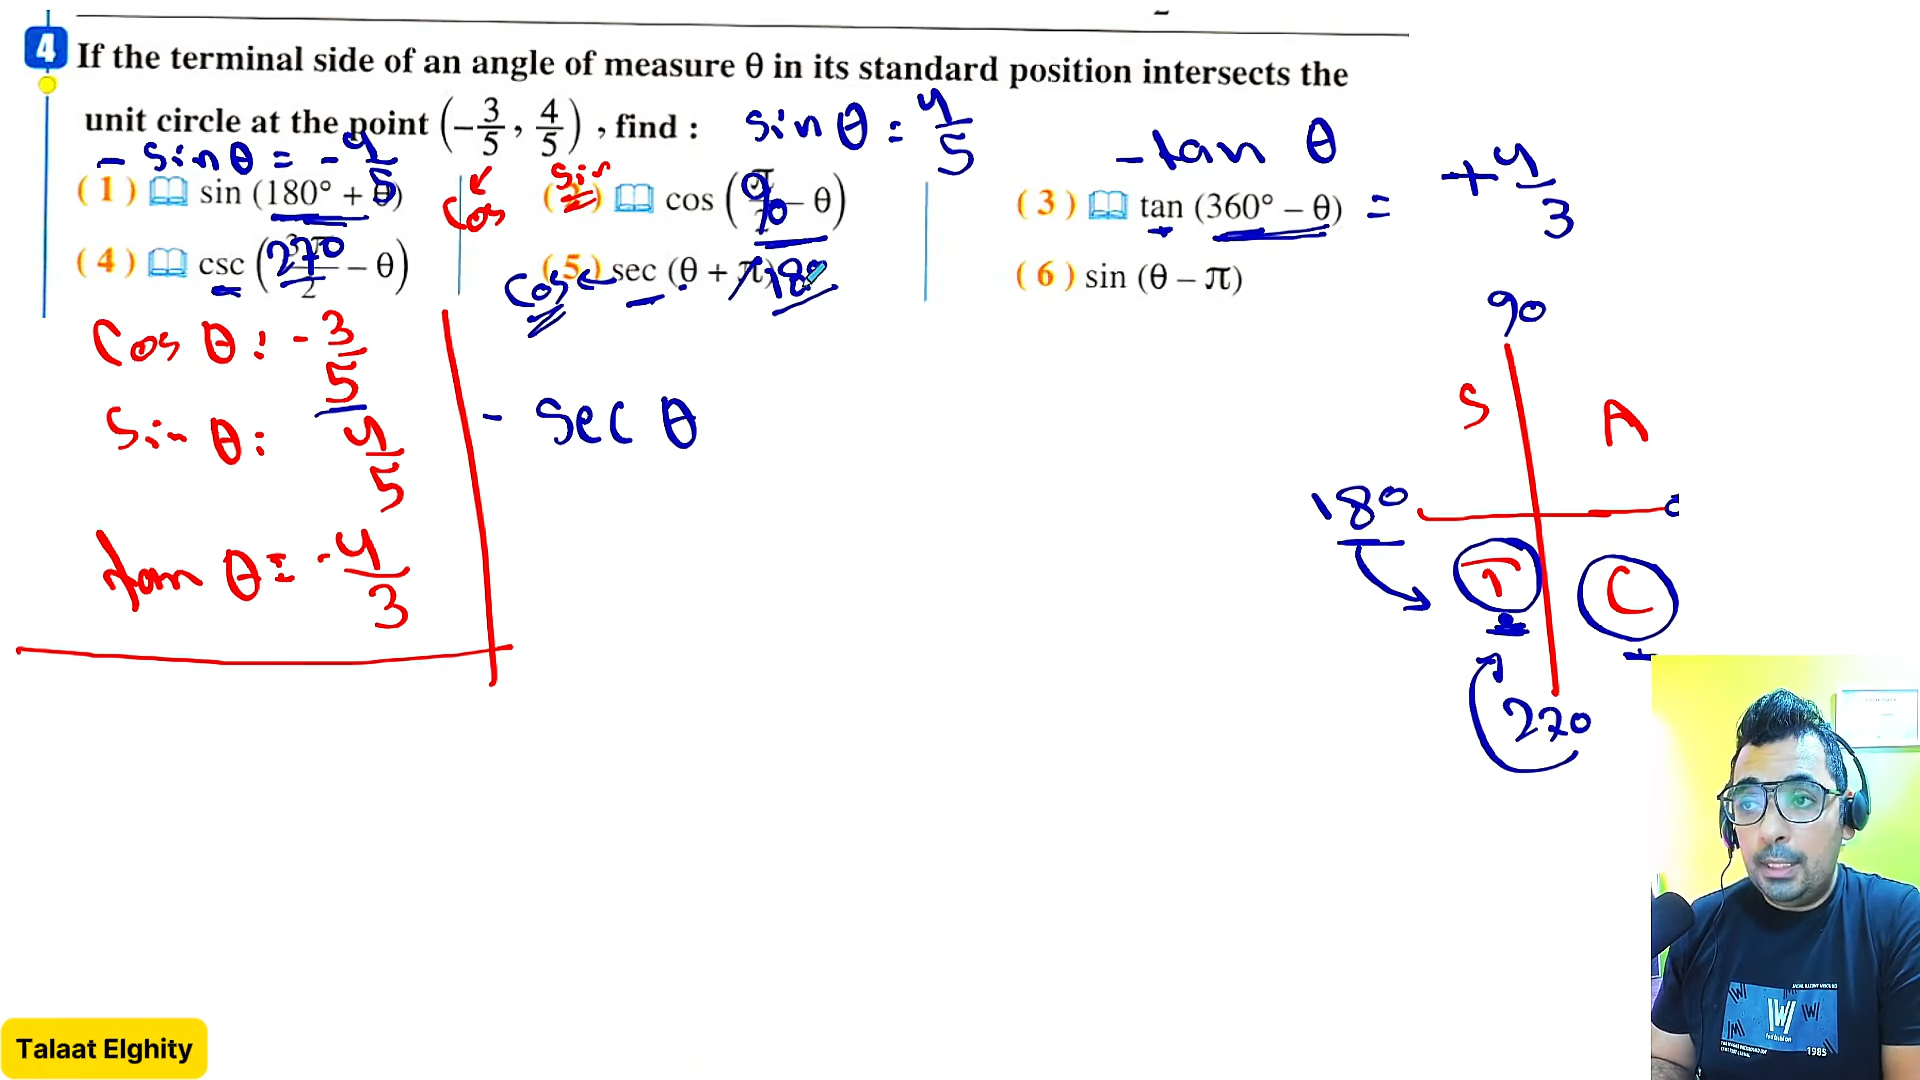 4 If the terminal side of an angle of measure θ in its standard position intersects the
unit circle at the point (−3/5, 4/5), find :
sin θ = 4/5
- sin θ = - 4/5
(1) sin (180° + θ)
cos
sin
cos (90 − θ)
- tan θ
(3) tan (360° − θ) = + 4/3
(4) csc (270 − θ)
(5) sec (θ + π) 180
cos
(6) sin (θ − π)
cos θ : - 3/5
sin θ : 4/5
tan θ = - 4/3
- sec θ
90
S A
180
T C
270
W
1985
Talaat Elghity